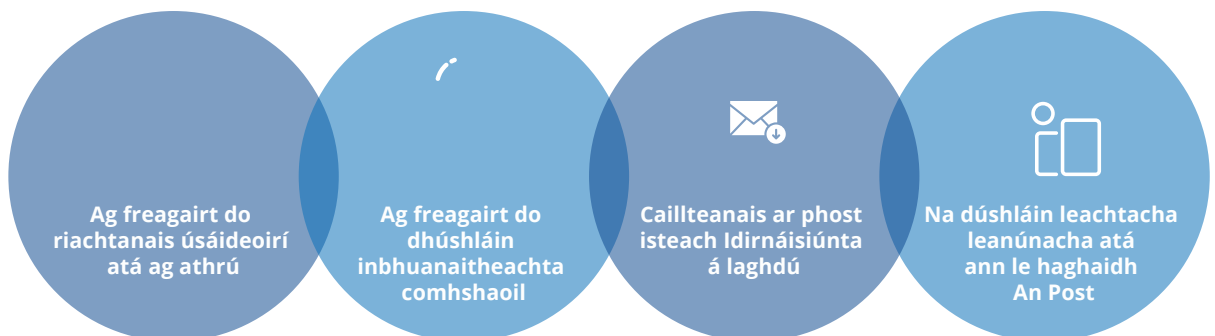 Ag freagairt do
riachtanais úsáideoirí
atá ag athrú
Ag freagairt do
dhúshláin
inbhuanaitheachta
comhshaoil
Caillteanais ar phost
isteach Idirnáisiúnta
á laghdú
Na dúshláin leachtacha
leanúnacha atá
ann le haghaidh
An Post